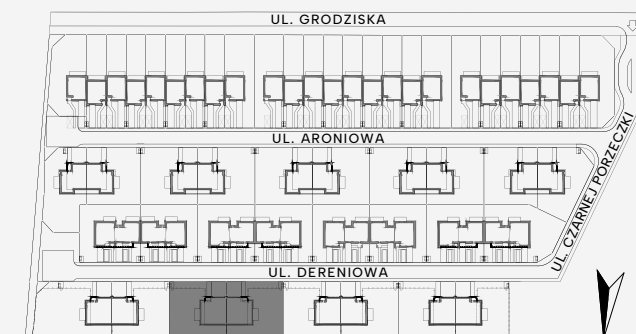 UL. GRODZISKA
UL. ARONIOWA
UL. CZARNEJ PORZECZKI
UL. DERENIOWA